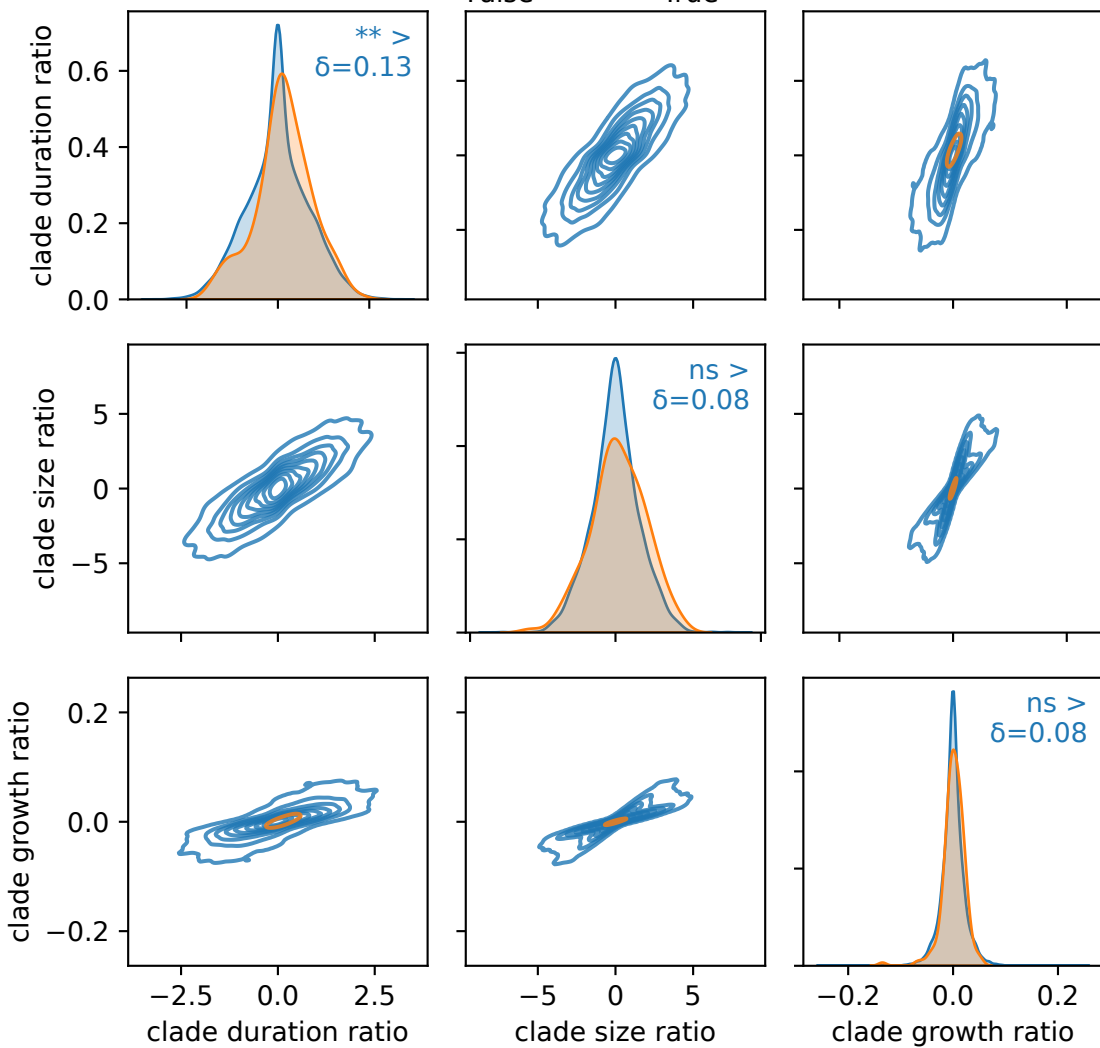 True
clade duration ratio
0.6
0.4
0.2
0.0
** >
δ=0.13
clade size ratio
5
0
−5
ns >
δ=0.08
clade growth ratio
0.2
0.0
−0.2
ns >
δ=0.08
−2.5 0.0 2.5
−5 0 5
−0.2 0.0 0.2
clade duration ratio
clade size ratio
clade growth ratio